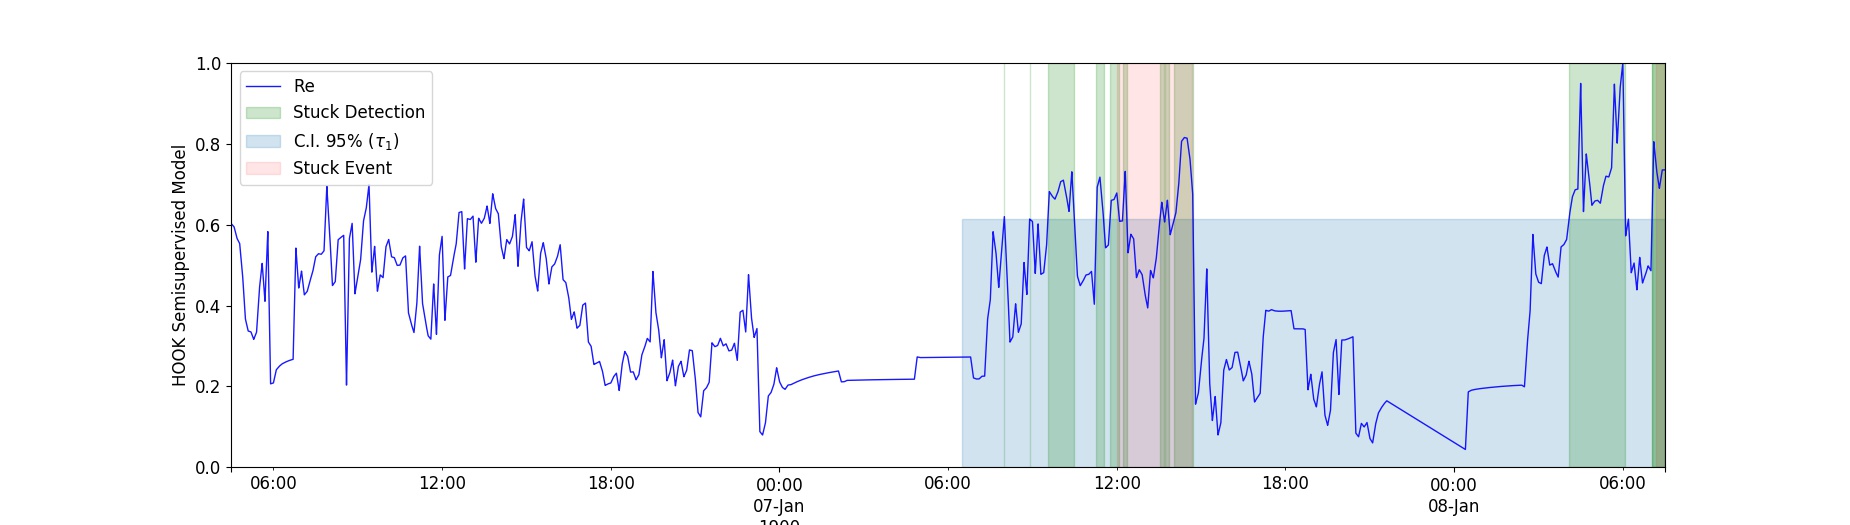 HOOK Semisupervised Model
1.0
0.8
0.6
0.4
0.2
0.0
Re
Stuck Detection
C.I. 95% (τ₁)
Stuck Event
06:00 12:00 18:00 00:00 06:00 12:00 18:00 00:00 06:00
07-Jan 08-Jan
1900